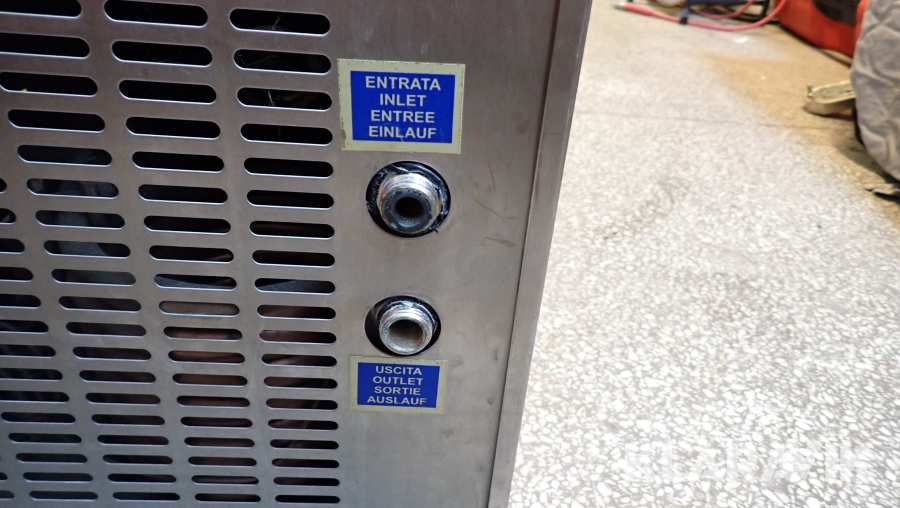 ENTRATA
INLET
ENTREE
EINLAUF
USCITA
OUTLET
SORTIE
AUSLAUF